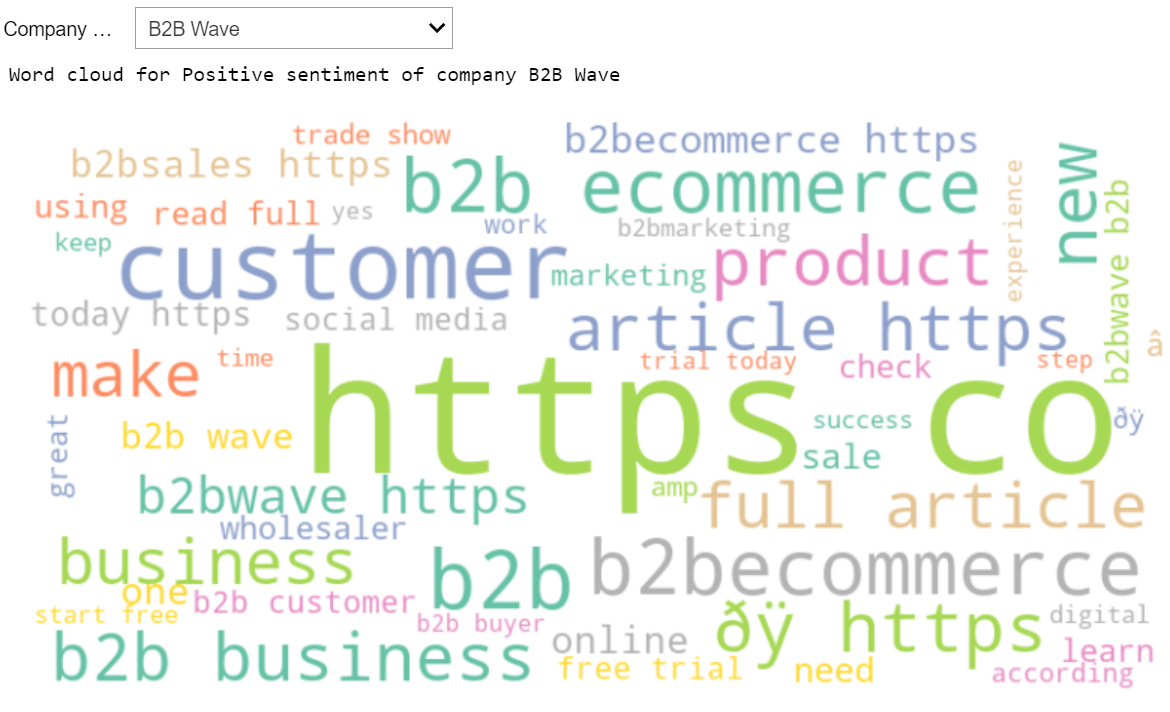 Company ...
B2B Wave
Word cloud for Positive sentiment of company B2B Wave
trade show
b2becommerce https
b2bsales https
b2b ecommerce
new
experience
using
read full
yes
work
b2bmarketing
b2bwave b2b
keep
customer
marketing
product
today https
social media
article https
make
time
trial today
check
step
https co
great
b2b wave
success
ðÿ
sale
b2bwave https
amp
full article
wholesaler
business
b2b
b2becommerce
one
b2b customer
start free
b2b buyer
ðÿ https
digital
b2b business
online
learn
free trial
need
according